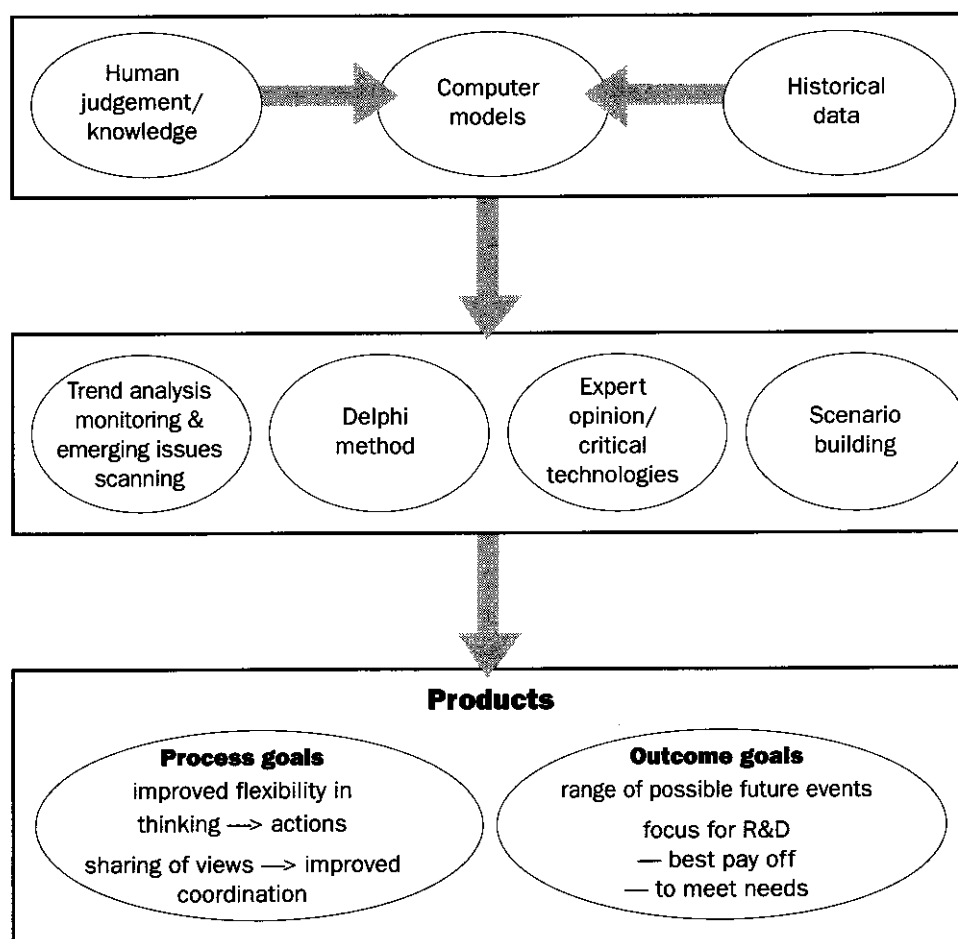 Human
judgement/
knowledge
Computer
models
Historical
data
Trend analysis
monitoring &
emerging issues
scanning
Delphi
method
Expert
opinion/
critical
technologies
Scenario
building
Products
Process goals
improved flexibility in
thinking —> actions
sharing of views —> improved
coordination
Outcome goals
range of possible future events
focus for R&D
— best pay off
— to meet needs